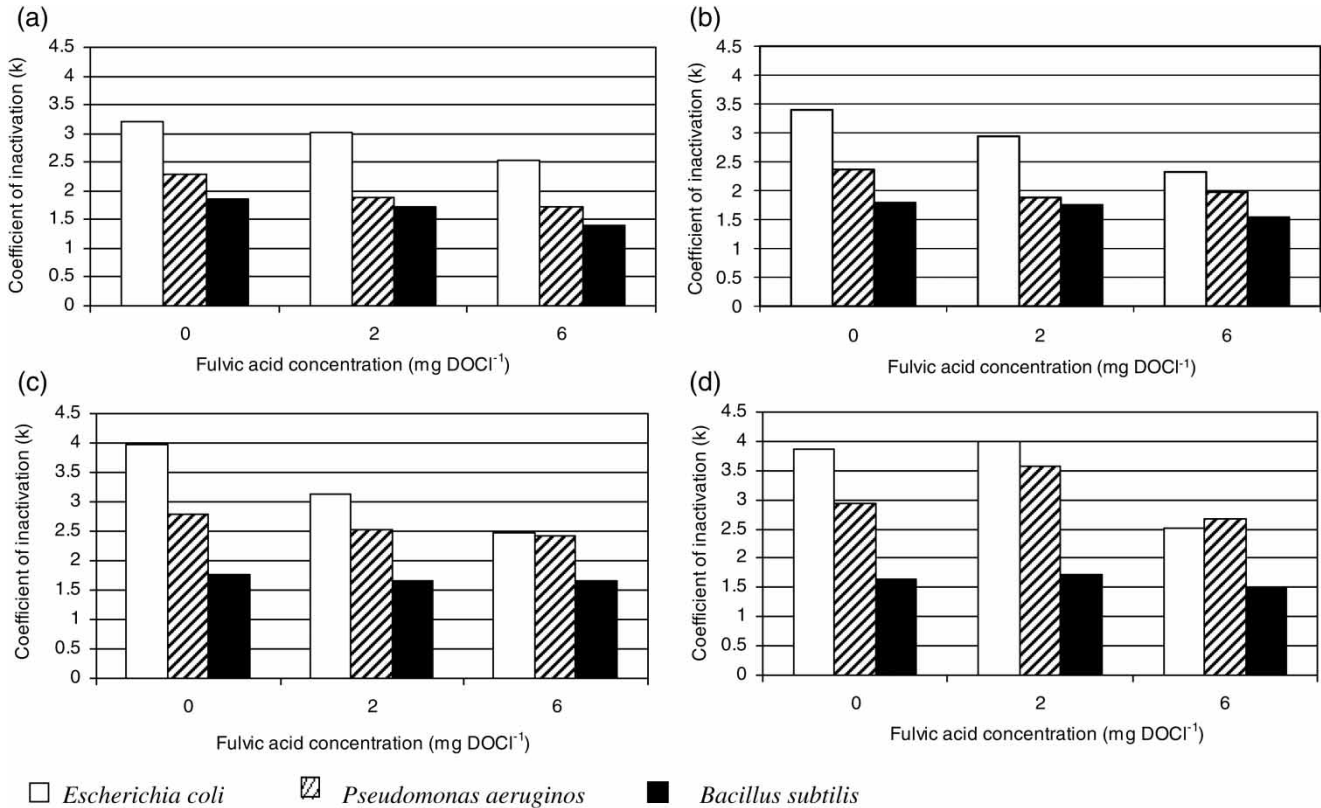 (a)
4.5
4
3.5
3
2.5
2
1.5
1
0.5
0
Coefficient of inactivation (k)
0 2 6
Fulvic acid concentration (mg DOCl⁻¹)
(b)
4.5
4
3.5
3
2.5
2
1.5
1
0.5
0
Coefficient of inactivation (k)
0 2 6
Fulvic acid concentration (mg DOCl⁻¹)
(c)
4.5
4
3.5
3
2.5
2
1.5
1
0.5
0
Coefficient of inactivation (k)
0 2 6
Fulvic acid concentration (mg DOCl⁻¹)
(d)
4.5
4
3.5
3
2.5
2
1.5
1
0.5
0
Coefficient of inactivation (k)
0 2 6
Fulvic acid concentration (mg DOCl⁻¹)
Escherichia coli Pseudomonas aeruginos Bacillus subtilis